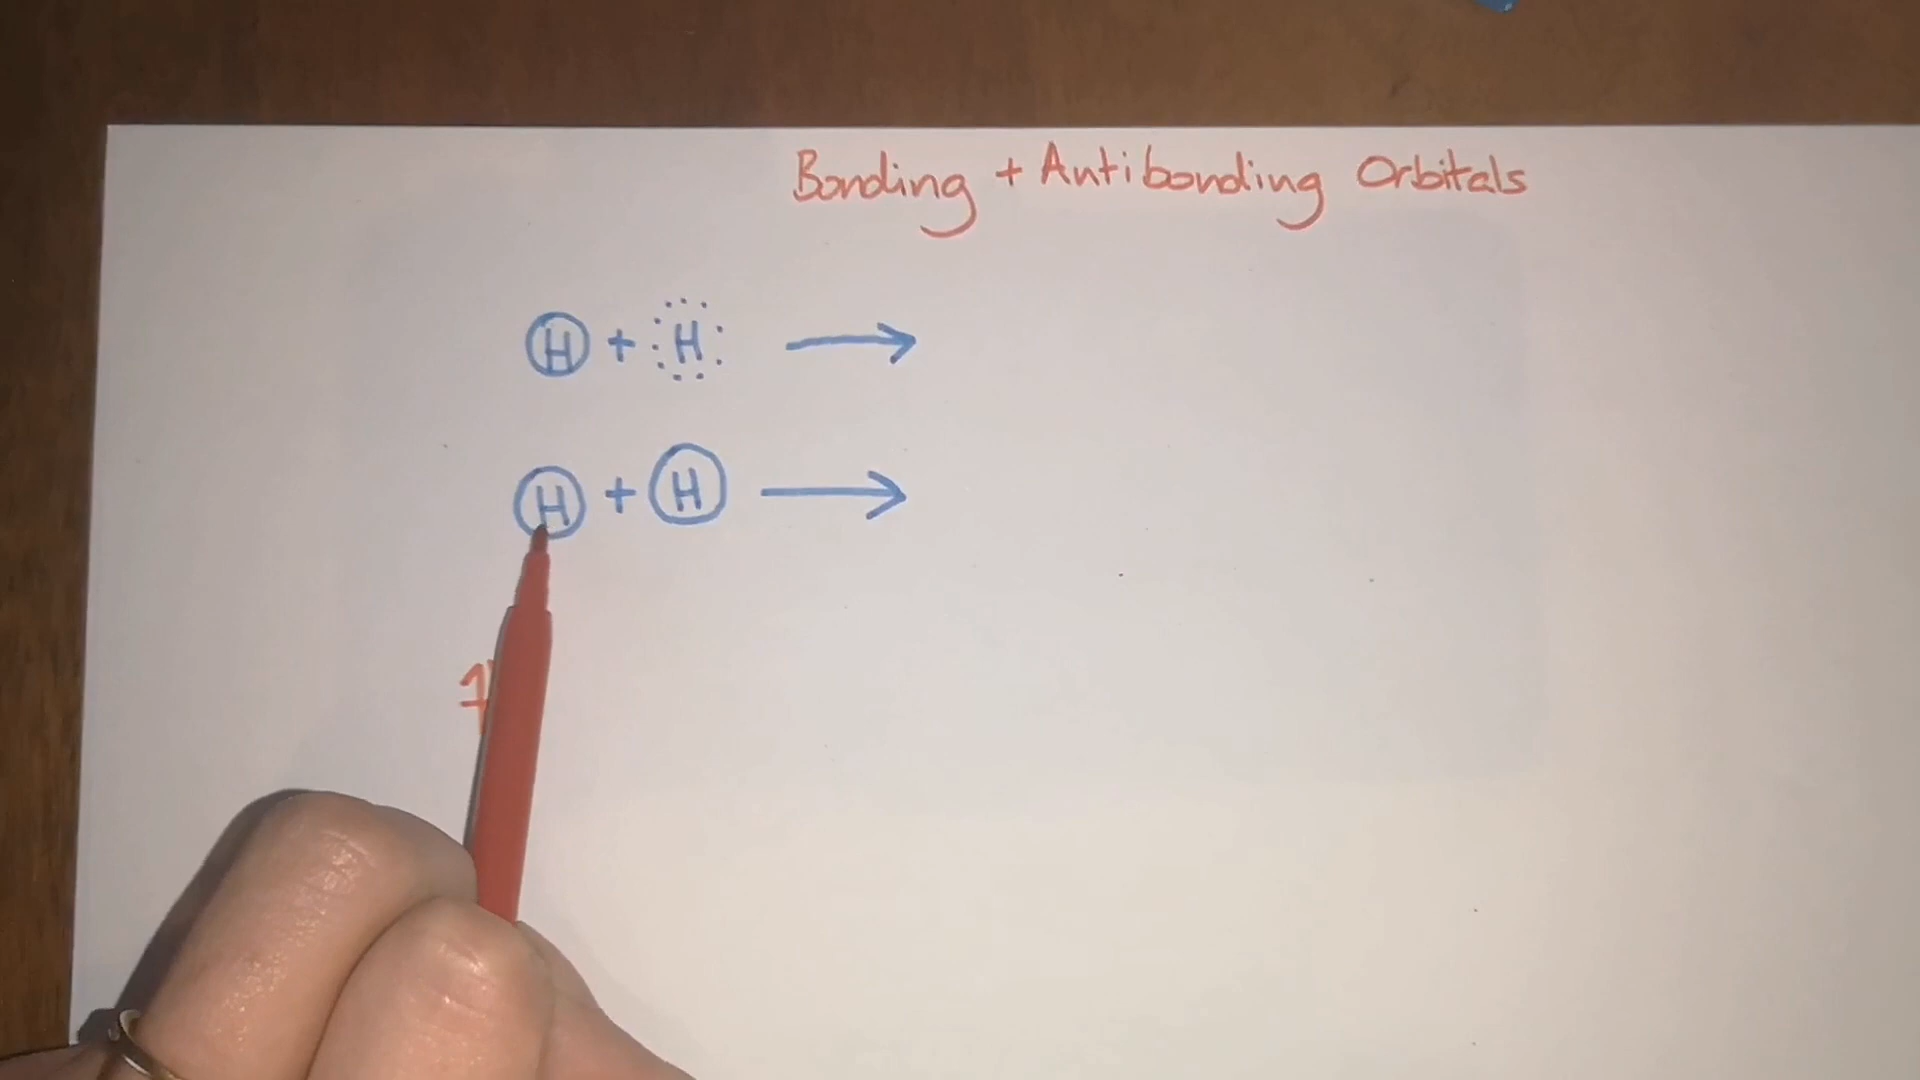 Bonding + Antibonding Orbitals
H + H →
H + H →